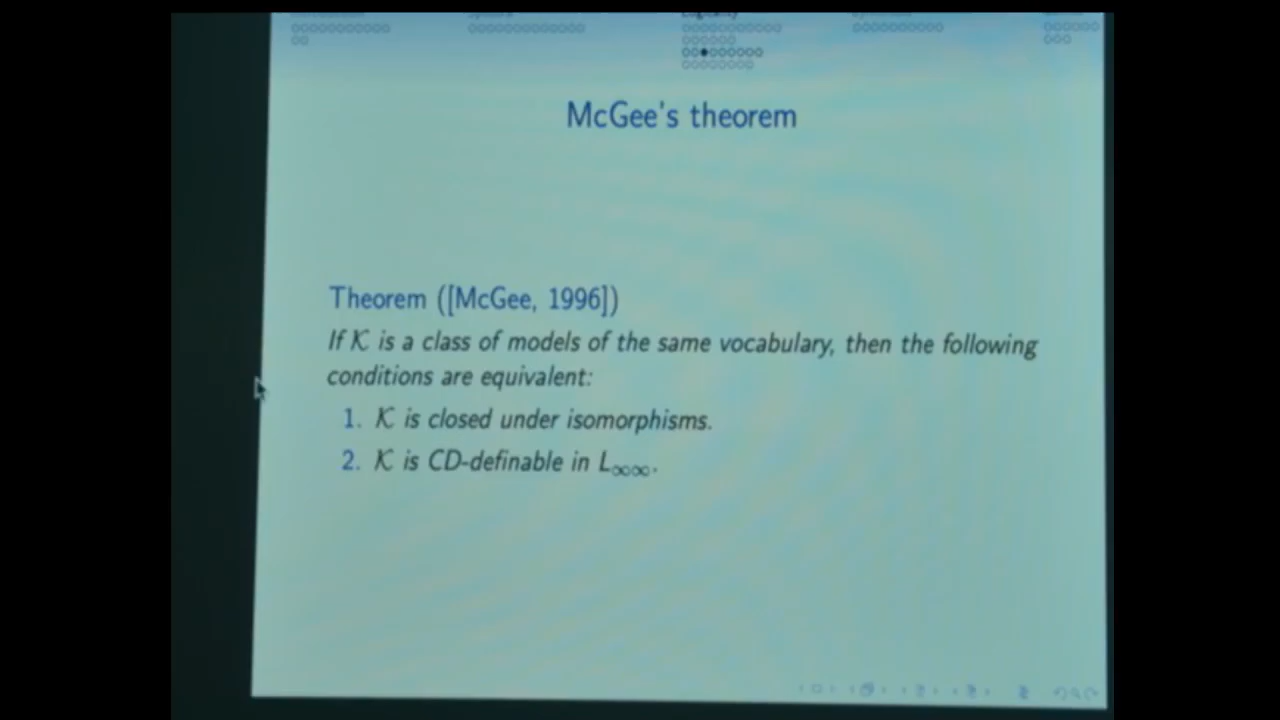 McGee's theorem
Theorem ([McGee, 1996])
If K is a class of models of the same vocabulary, then the following
conditions are equivalent:
1. K is closed under isomorphisms.
2. K is CD-definable in L∞∞.